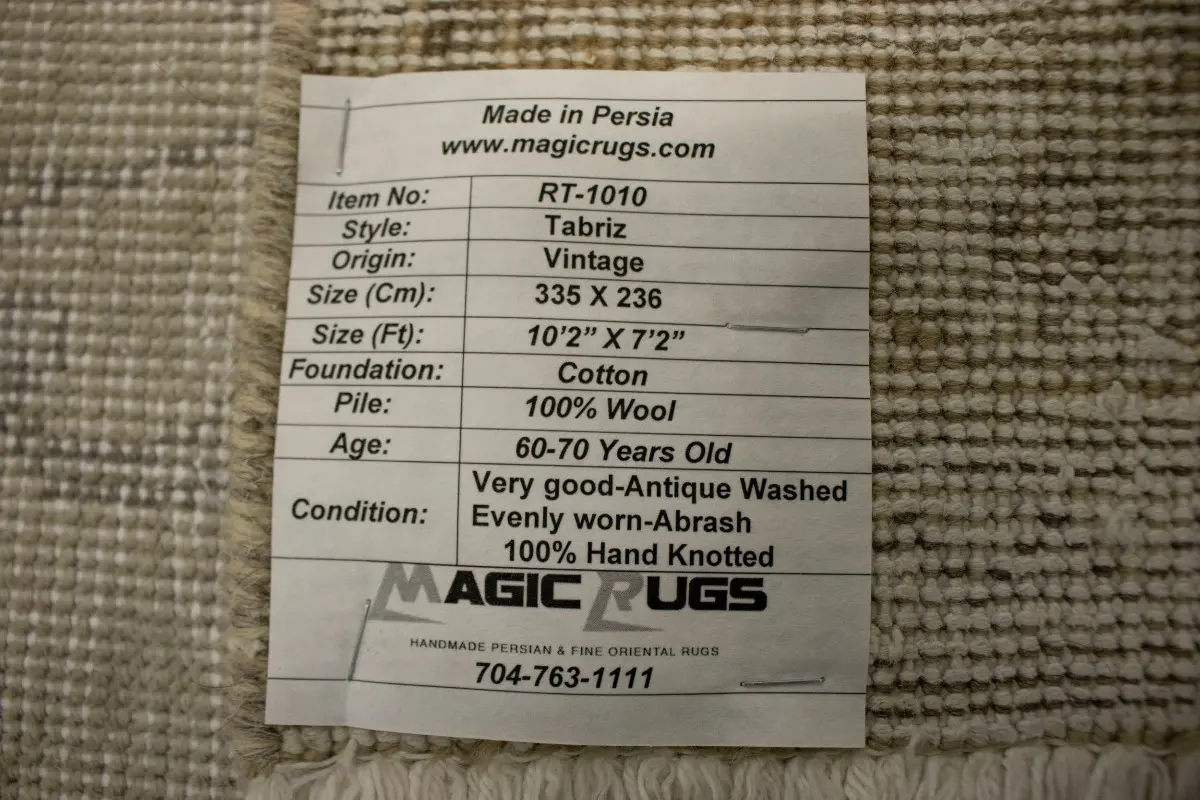 Made in Persia
www.magicrugs.com
Item No: RT-1010
Style: Tabriz
Origin: Vintage
Size (Cm): 335 X 236
Size (Ft): 10’2” X 7’2”
Foundation: Cotton
Pile: 100% Wool
Age: 60-70 Years Old
Condition: Very good-Antique Washed
Evenly worn-Abrash
100% Hand Knotted
MAGIC RUGS
HANDMADE PERSIAN & FINE ORIENTAL RUGS
704-763-1111